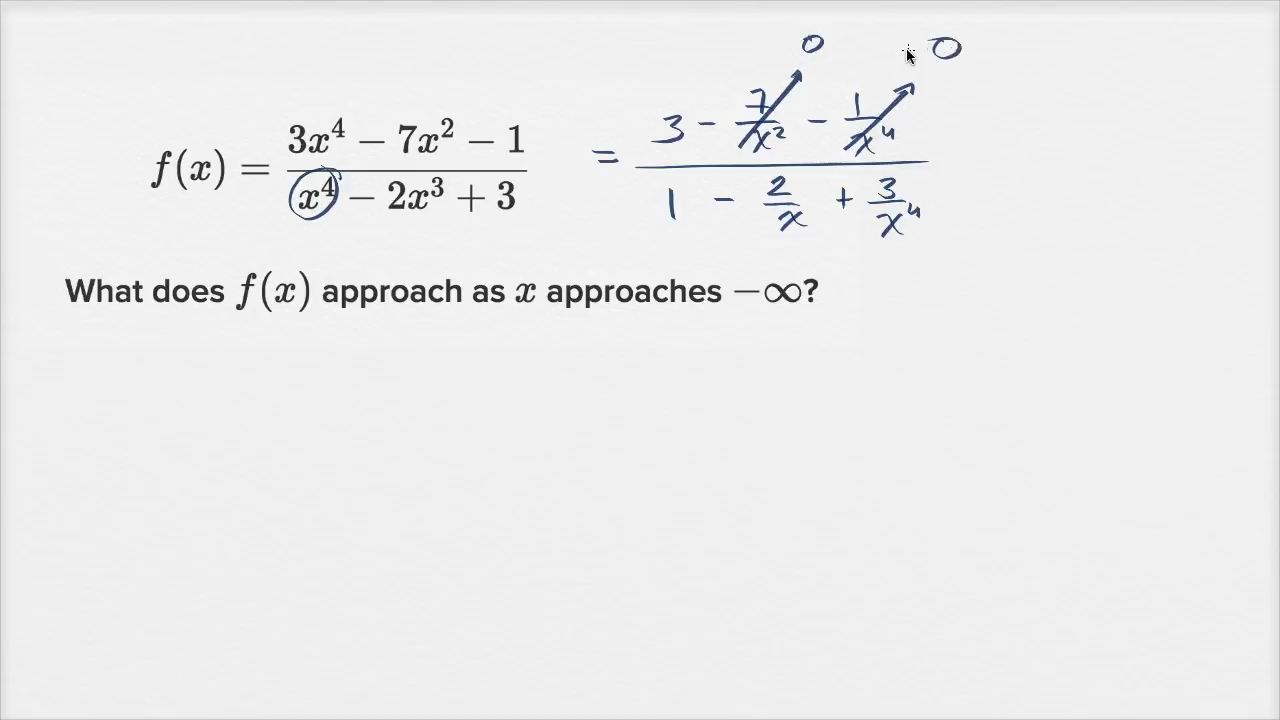 0 0
f(x) = (3x⁴ − 7x² − 1)/(x⁴ − 2x³ + 3) = (3 − 7/x² − 1/x⁴)/(1 − 2/x + 3/x⁴)
What does f(x) approach as x approaches −∞?